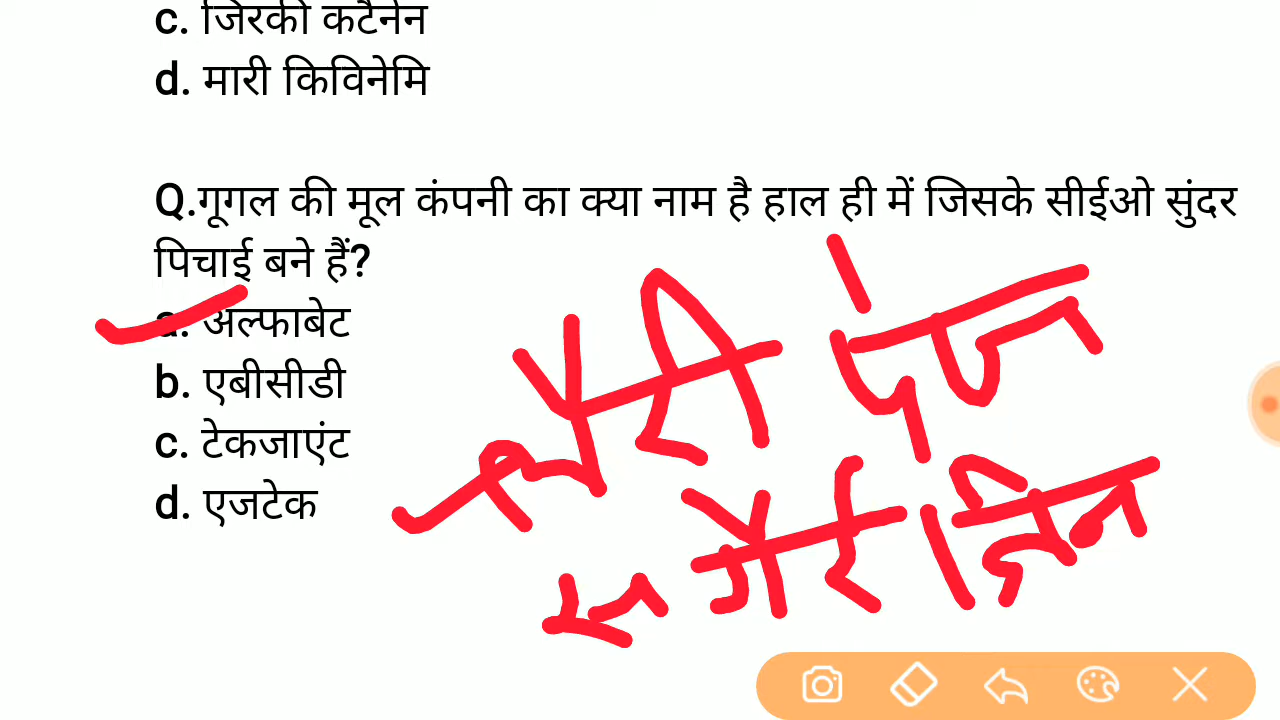 c. जिरकी कटैनेन
d. मारी किविनेमि
Q.गूगल की मूल कंपनी का क्या नाम है हाल ही में जिसके सीईओ सुंदर
पिचाई बने हैं?
a. अल्फाबेट
b. एबीसीडी
c. टेकजाएंट
d. एजटेक
लैरी पेज